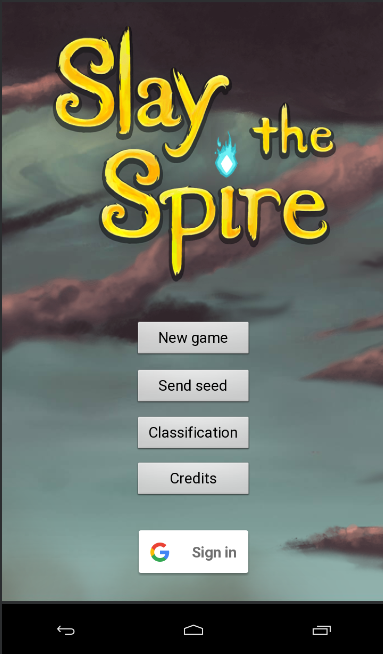 Slay the
Spire
New game
Send seed
Classification
Credits
Sign in